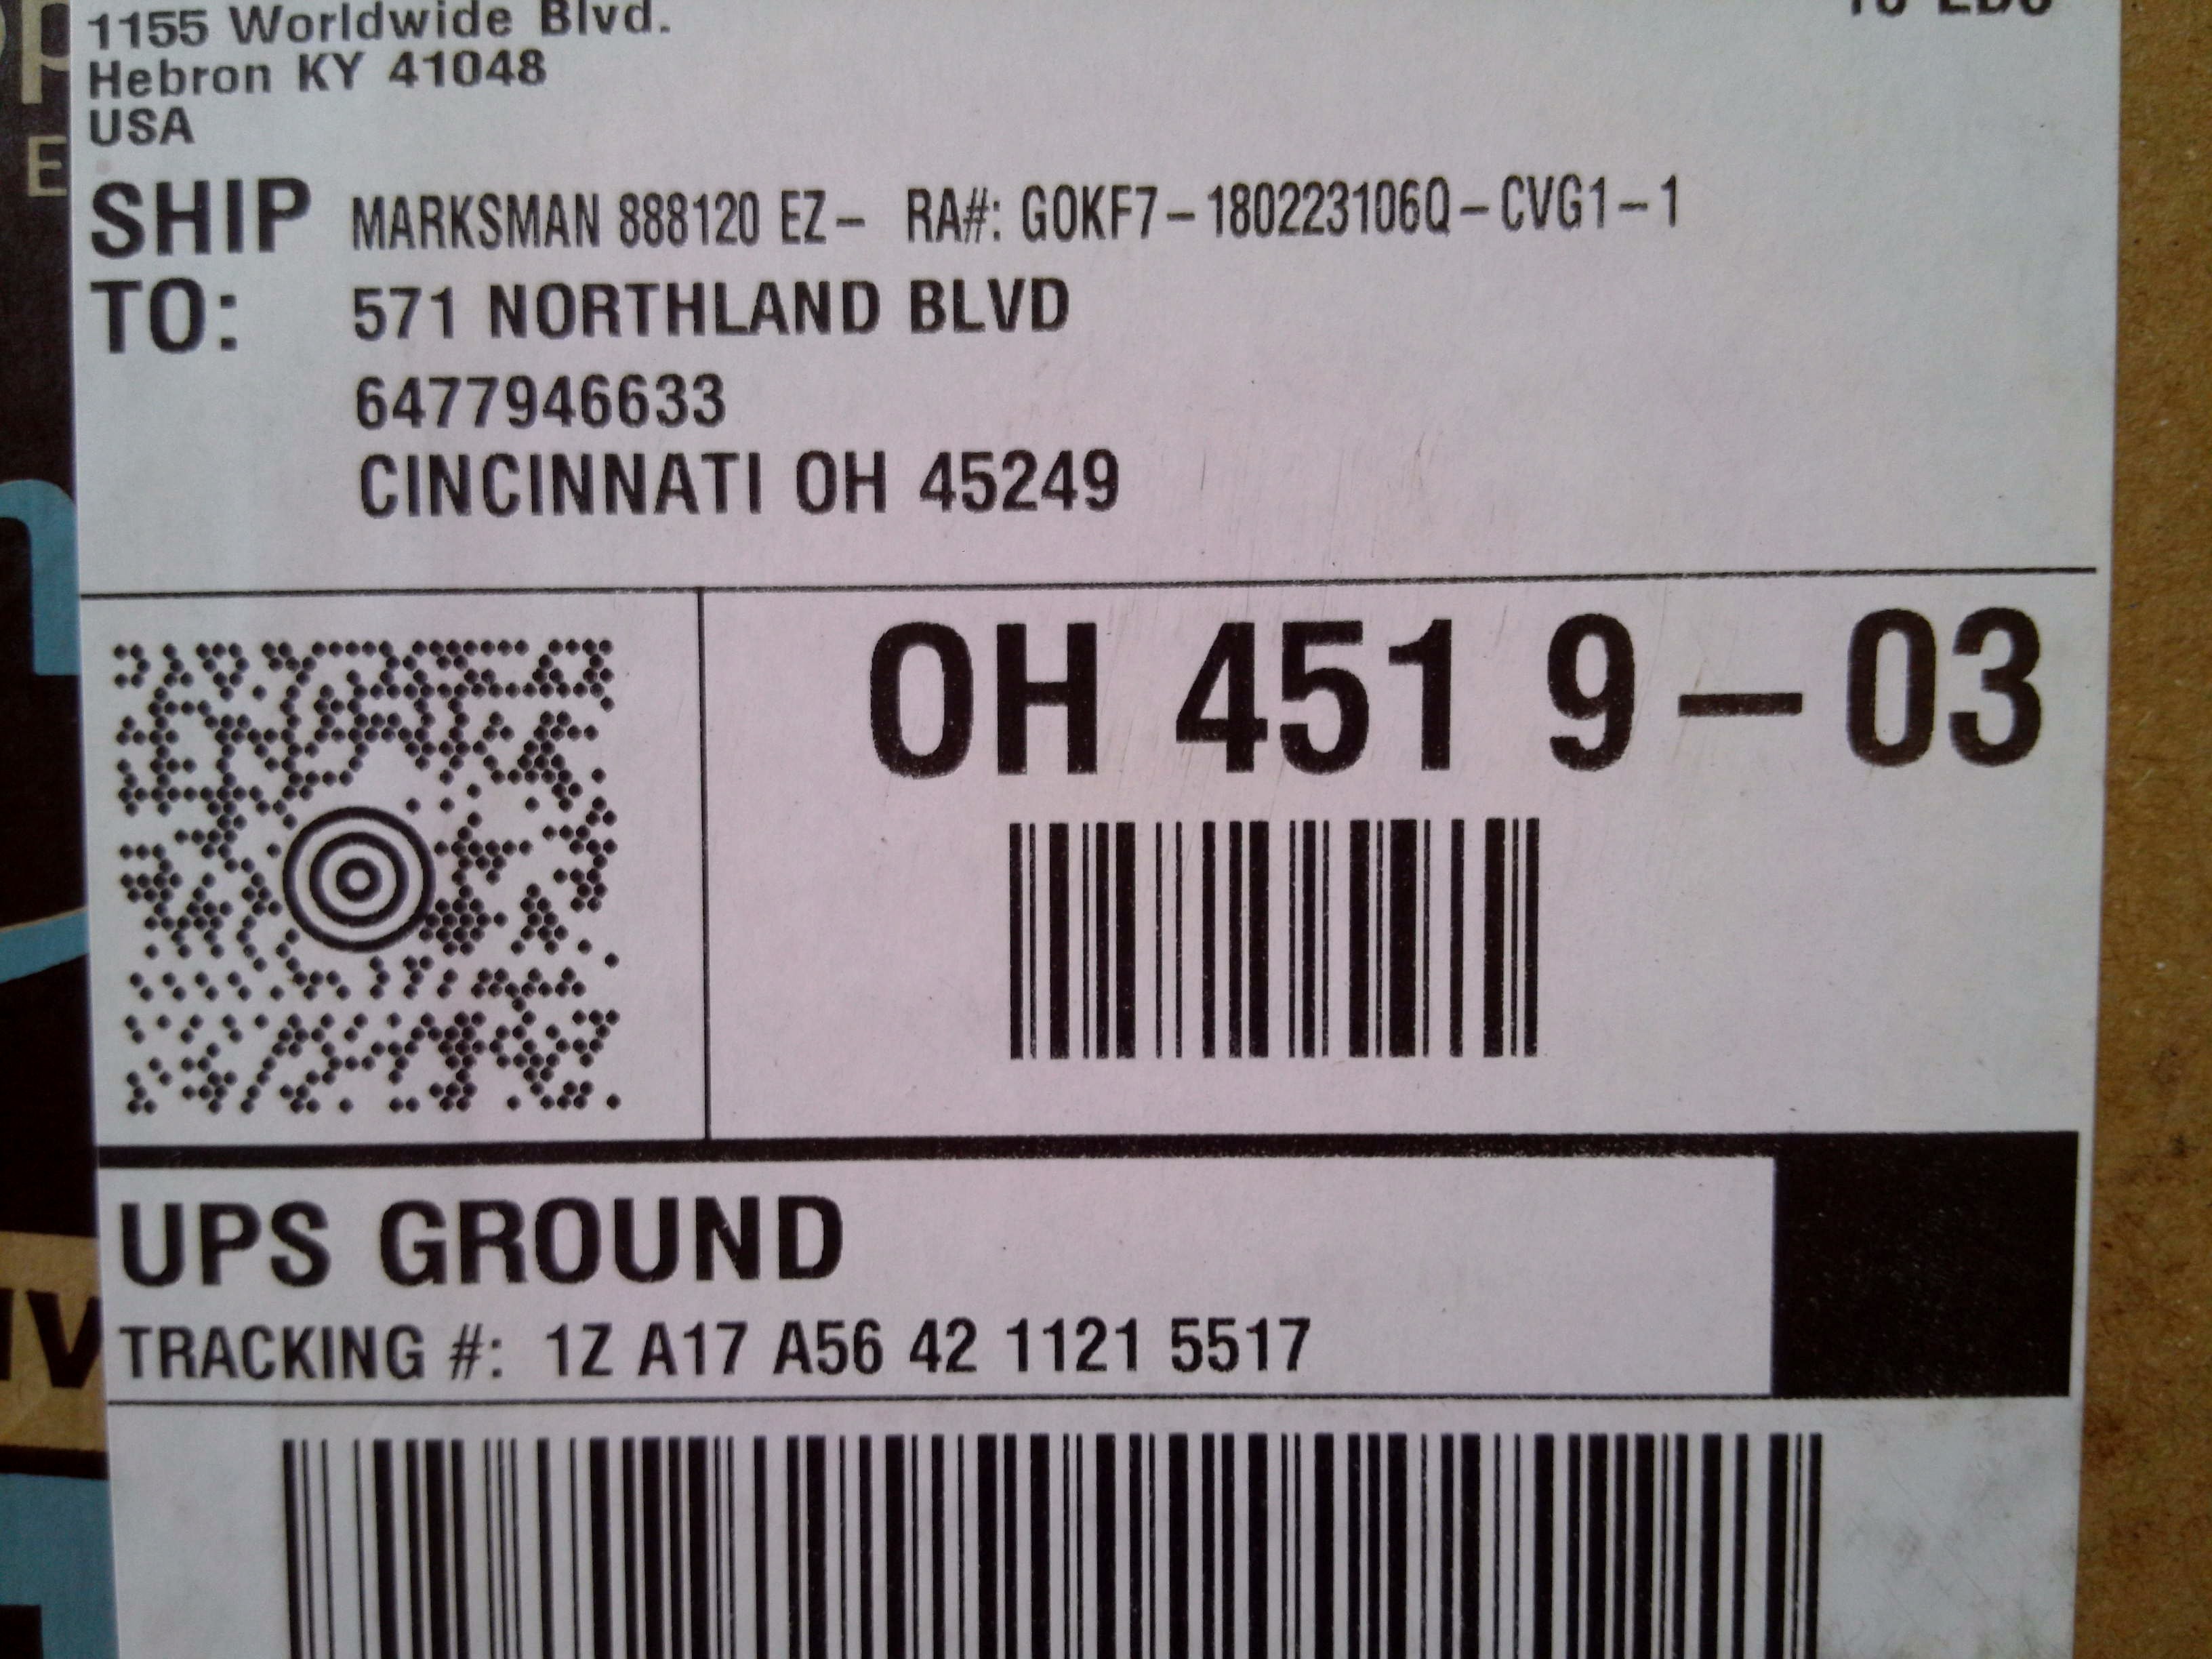 1155 Worldwide Blvd.
Hebron KY 41048
USA
SHIP TO:
MARKSMAN 888120 EZ- RA#: G0KF7-180223106Q-CVG1-1
571 NORTHLAND BLVD
6477946633
CINCINNATI OH 45249
OH 451 9-03
UPS GROUND
TRACKING #: 1Z A17 A56 42 1121 5517